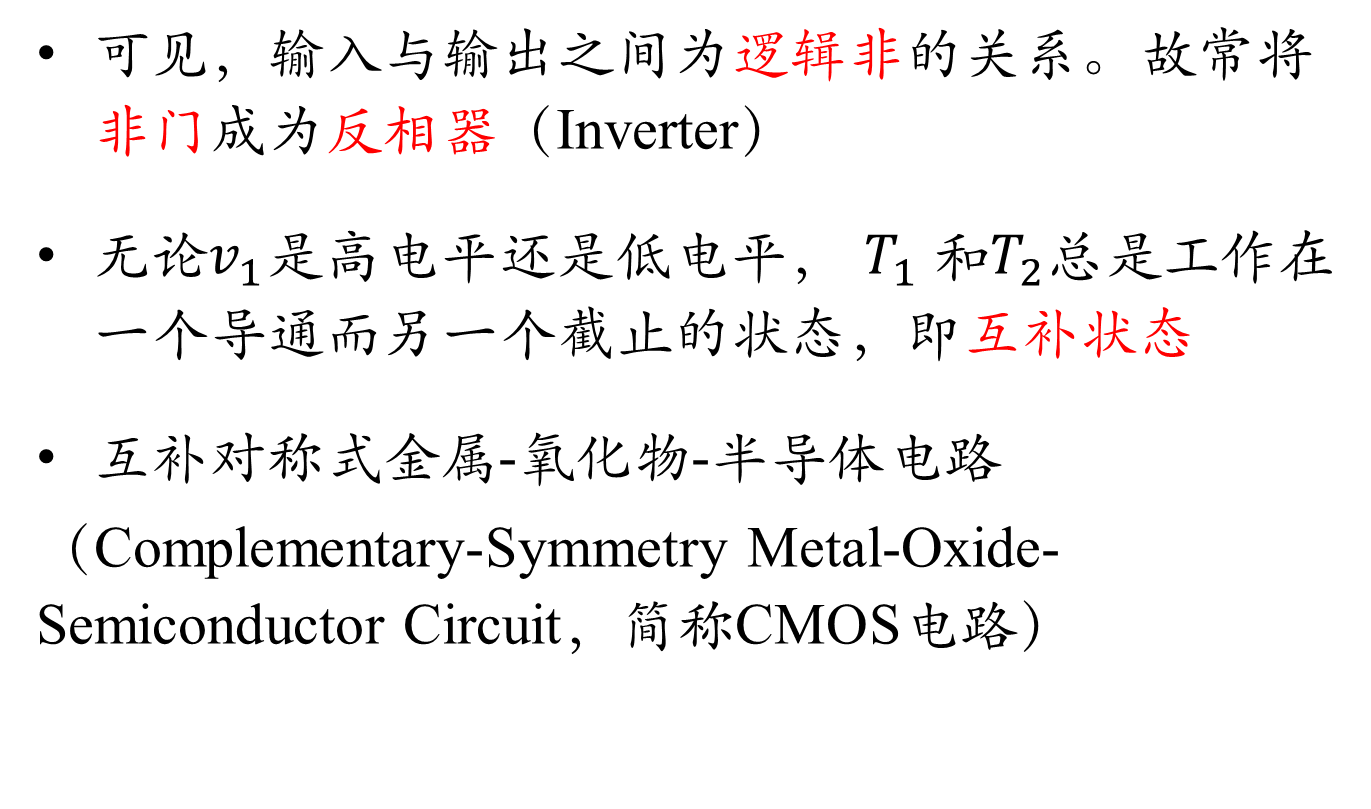 • 可见，输入与输出之间为逻辑非的关系。故常将
非门成为反相器（Inverter）
• 无论𝑣₁是高电平还是低电平， 𝑇₁ 和𝑇₂总是工作在
一个导通而另一个截止的状态，即互补状态
• 互补对称式金属-氧化物-半导体电路
（Complementary-Symmetry Metal-Oxide-
Semiconductor Circuit，简称CMOS电路）